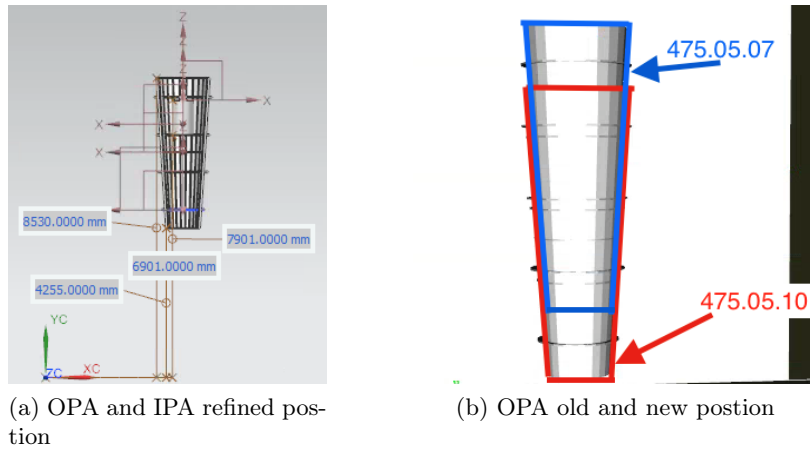 Z
Z
Z
X
X
X
8530.0000 mm
7901.0000 mm
6901.0000 mm
4255.0000 mm
YC
XC
ZC
475.05.07
475.05.10
(a) OPA and IPA refined pos-
tion
(b) OPA old and new postion